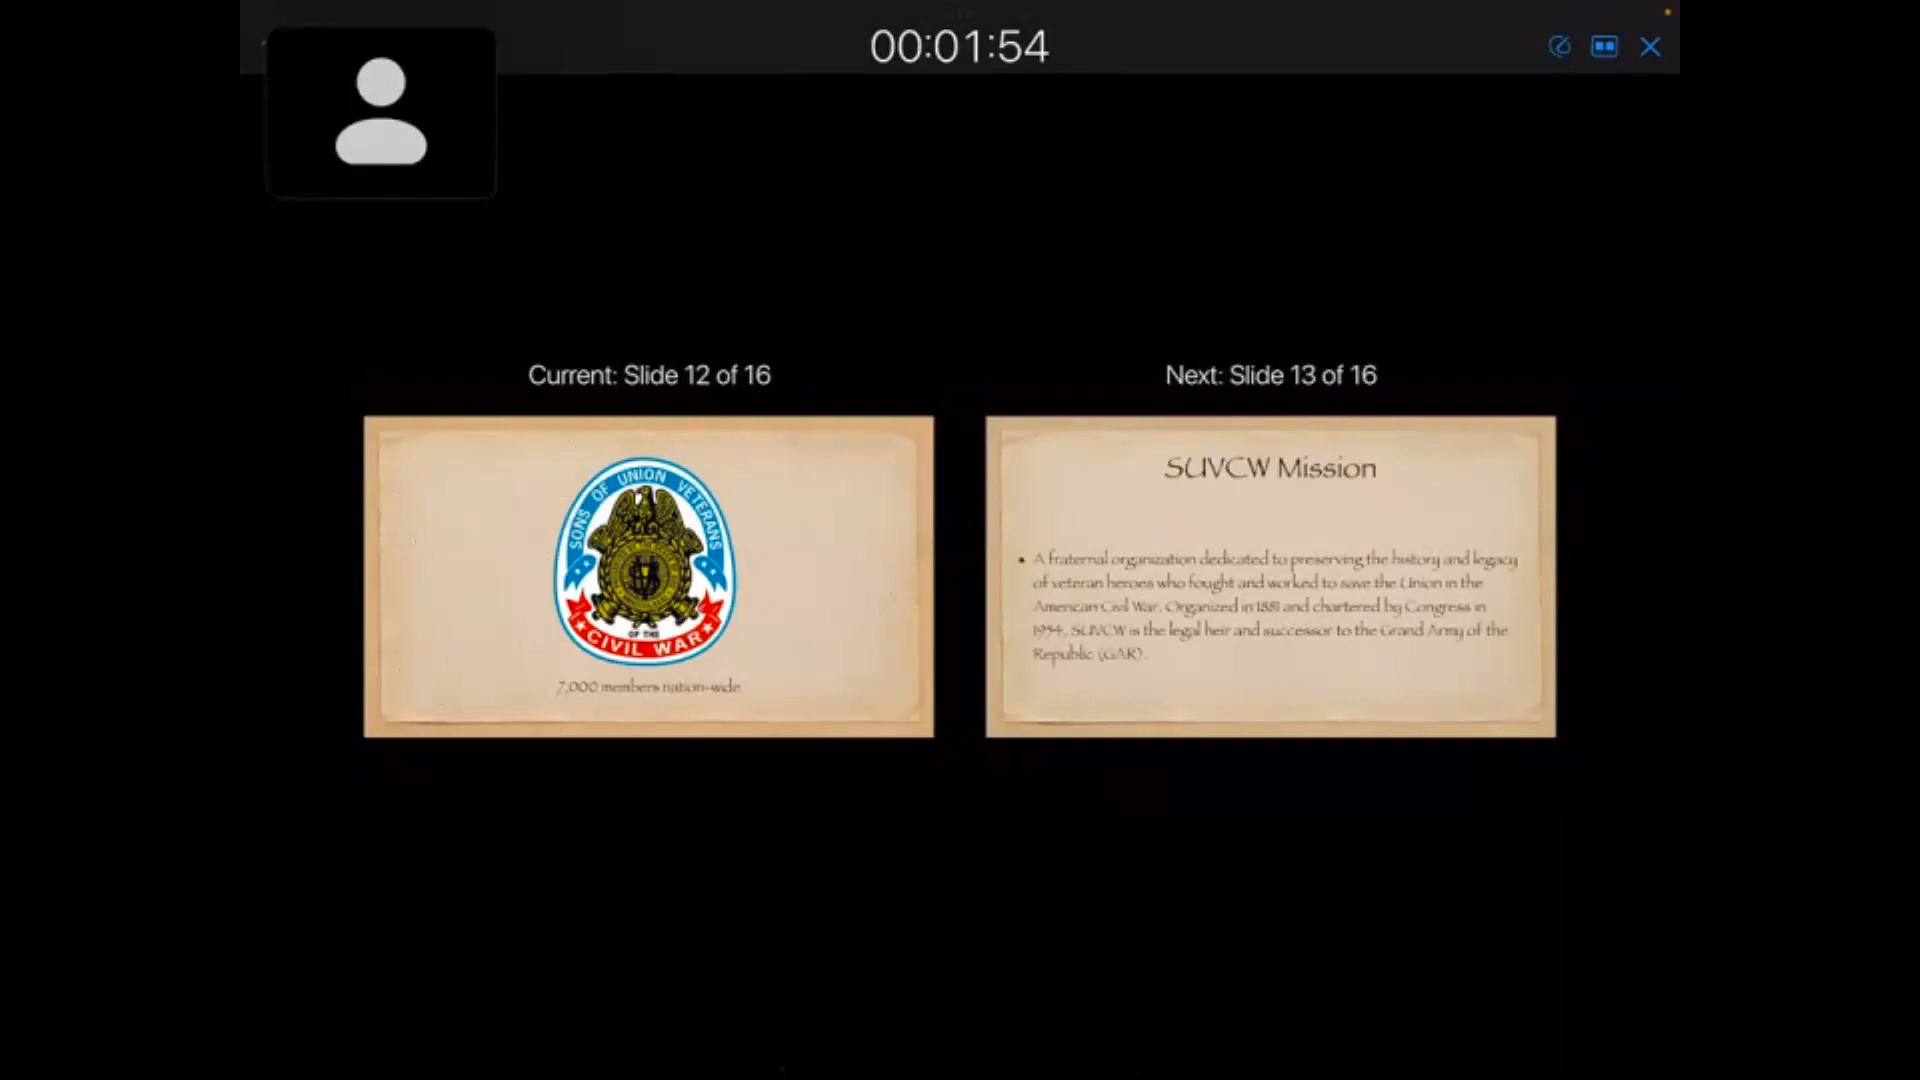 00:01:54
Current: Slide 12 of 16
Next: Slide 13 of 16
SONS OF UNION VETERANS
OF THE
CIVIL WAR
7,000 members nation-wide
SUVCW Mission
• A fraternal organization dedicated to preserving the history and legacy
of veteran heroes who fought and worked to save the Union in the
American Civil War. Organized in 1881 and chartered by Congress in
1954, SUVCW is the legal heir and successor to the Grand Army of the
Republic (GAR).